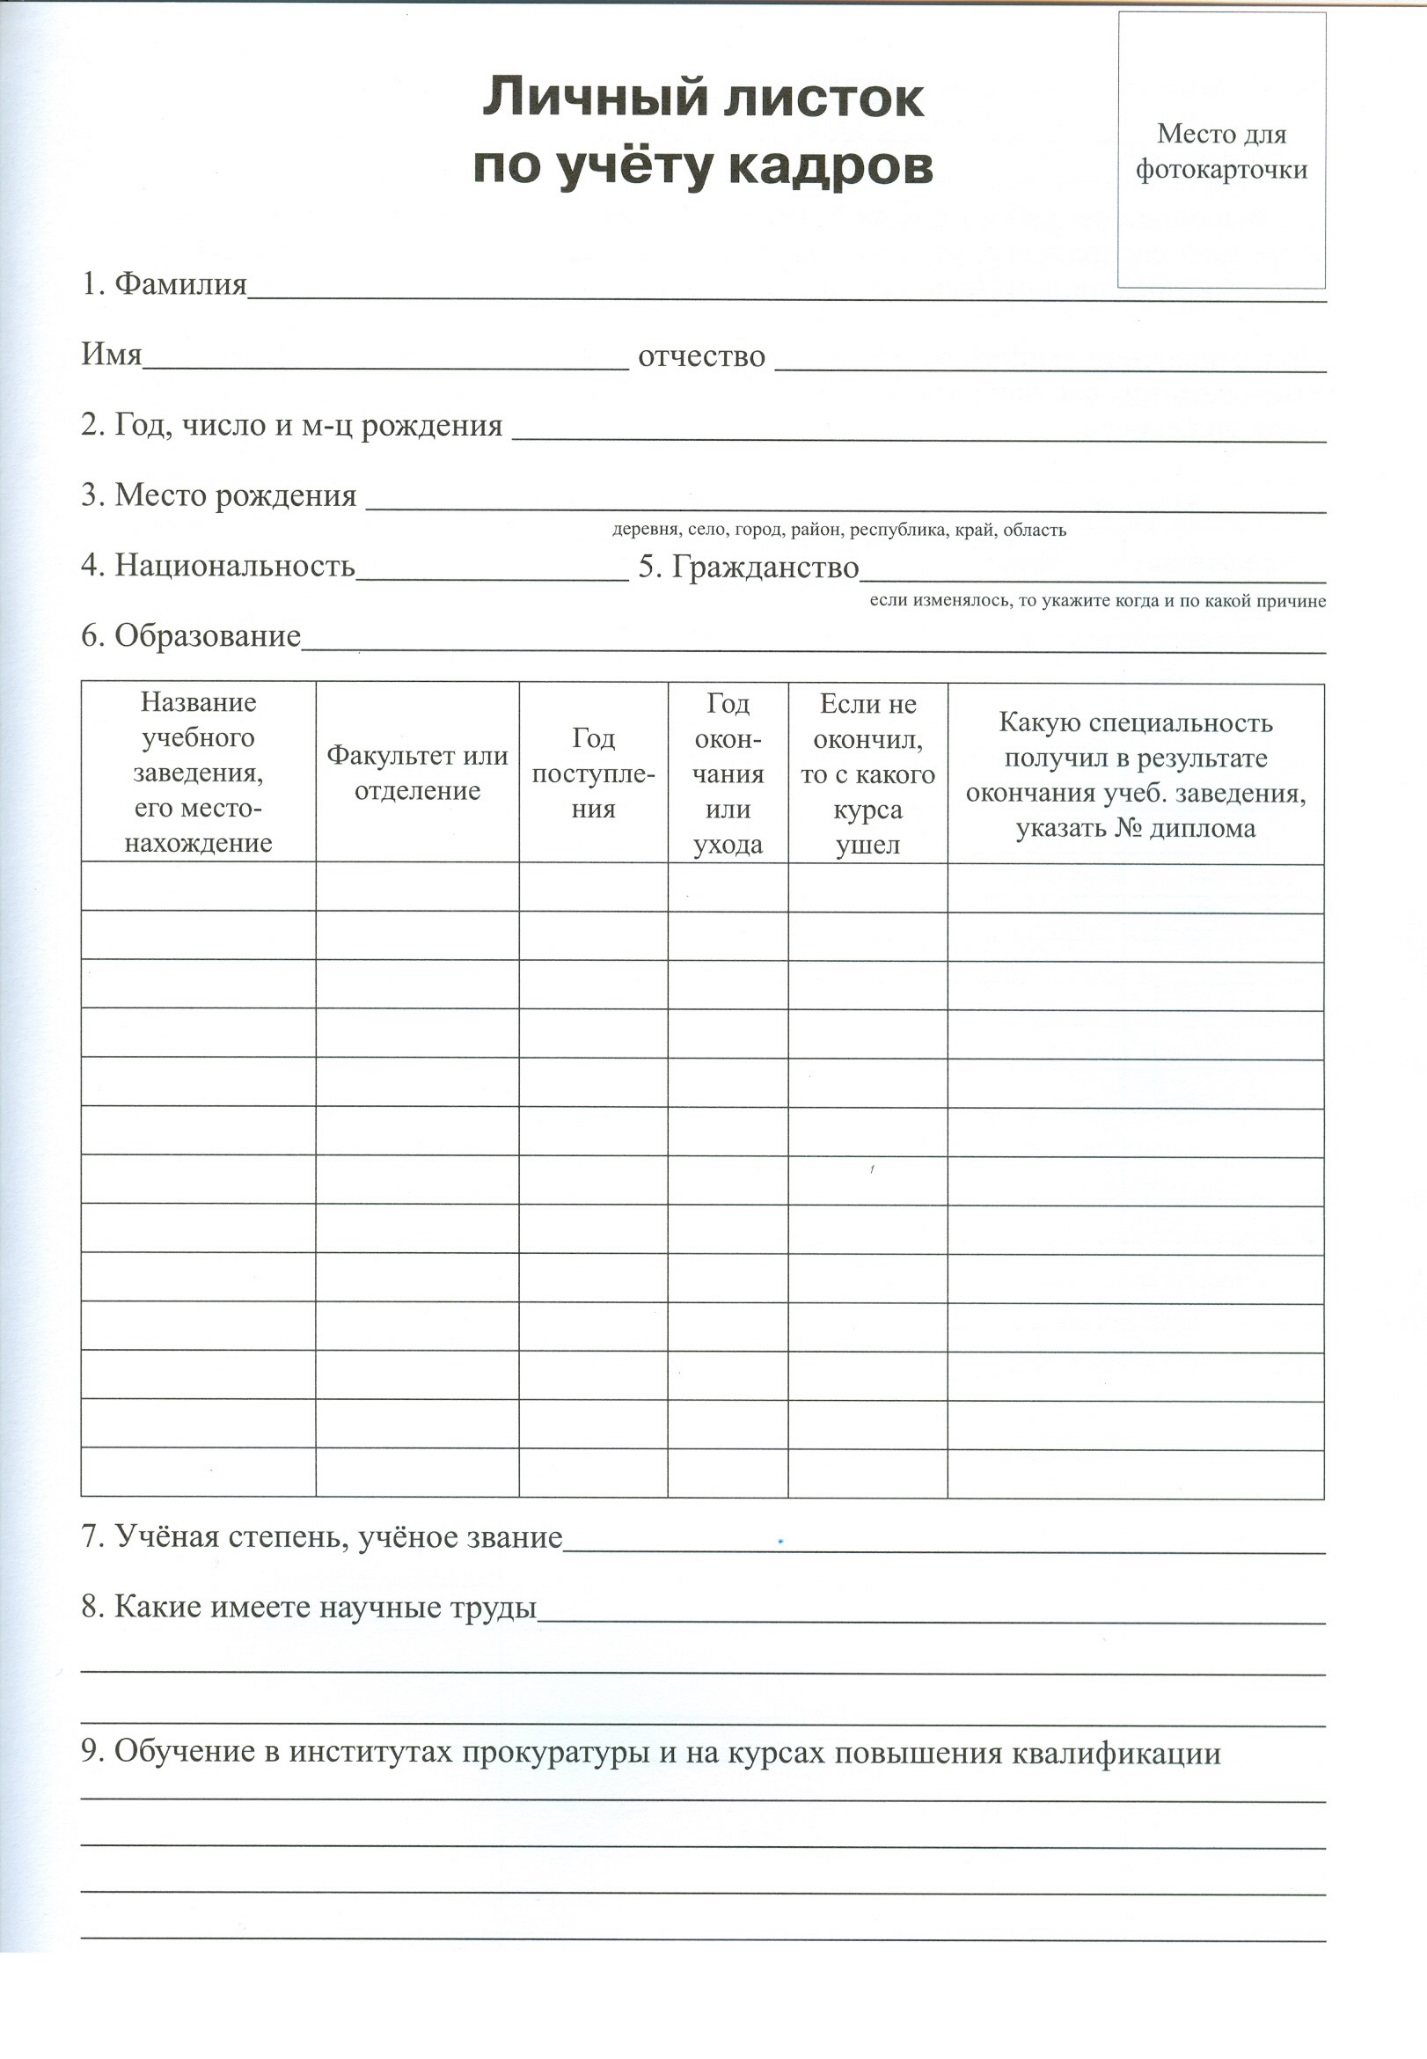 Личный листок
по учёту кадров
Место для
фотокарточки
1. Фамилия
Имя отчество
2. Год, число и м-ц рождения
3. Место рождения
деревня, село, город, район, республика, край, область
4. Национальность 5. Гражданство
если изменялось, то укажите когда и по какой причине
6. Образование
Название
учебного
заведения,
его место-
нахождение
Факультет или
отделение
Год
поступле-
ния
Год
окон-
чания
или
ухода
Если не
окончил,
то с какого
курса
ушел
Какую специальность
получил в результате
окончания учеб. заведения,
указать № диплома
7. Учёная степень, учёное звание
8. Какие имеете научные труды
9. Обучение в институтах прокуратуры и на курсах повышения квалификации